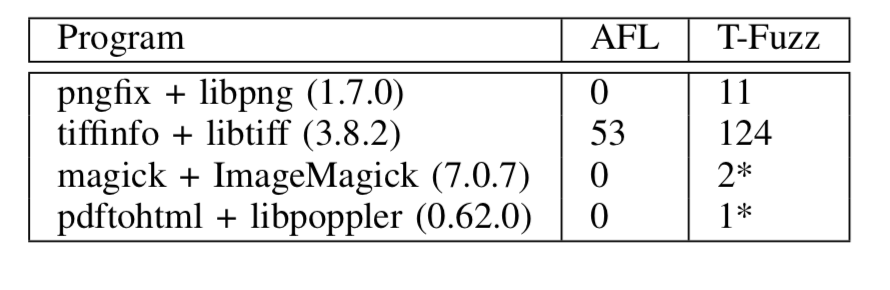 Program AFL T-Fuzz
pngfix + libpng (1.7.0) 0 11
tiffinfo + libtiff (3.8.2) 53 124
magick + ImageMagick (7.0.7) 0 2*
pdftohtml + libpoppler (0.62.0) 0 1*